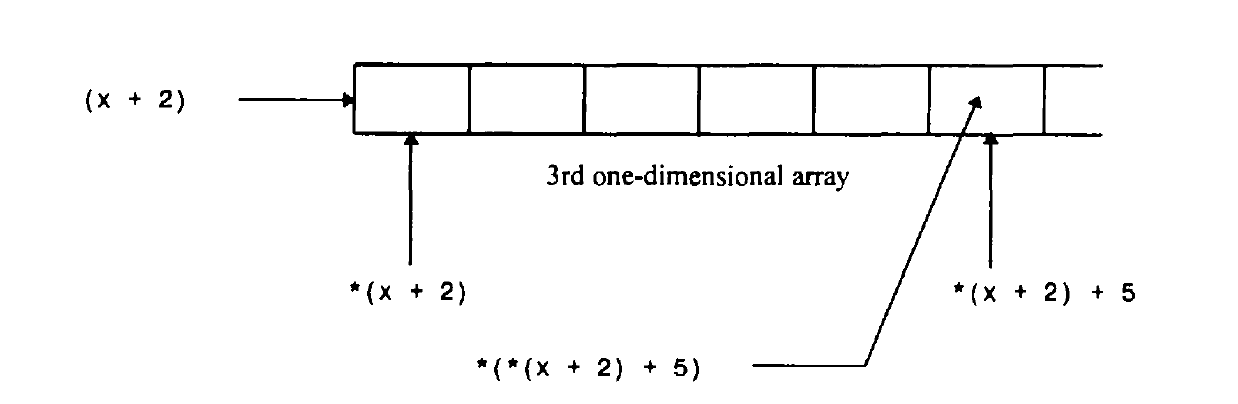 (x + 2)
3rd one-dimensional array
*(x + 2)
*(x + 2) + 5
*(*(x + 2) + 5)